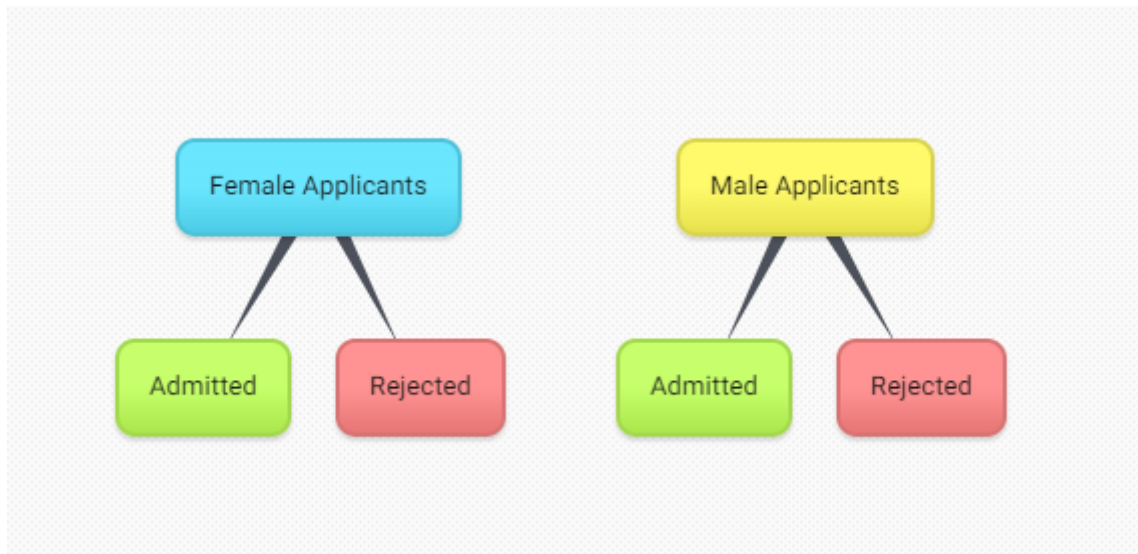 Female Applicants
Male Applicants
Admitted
Rejected
Admitted
Rejected